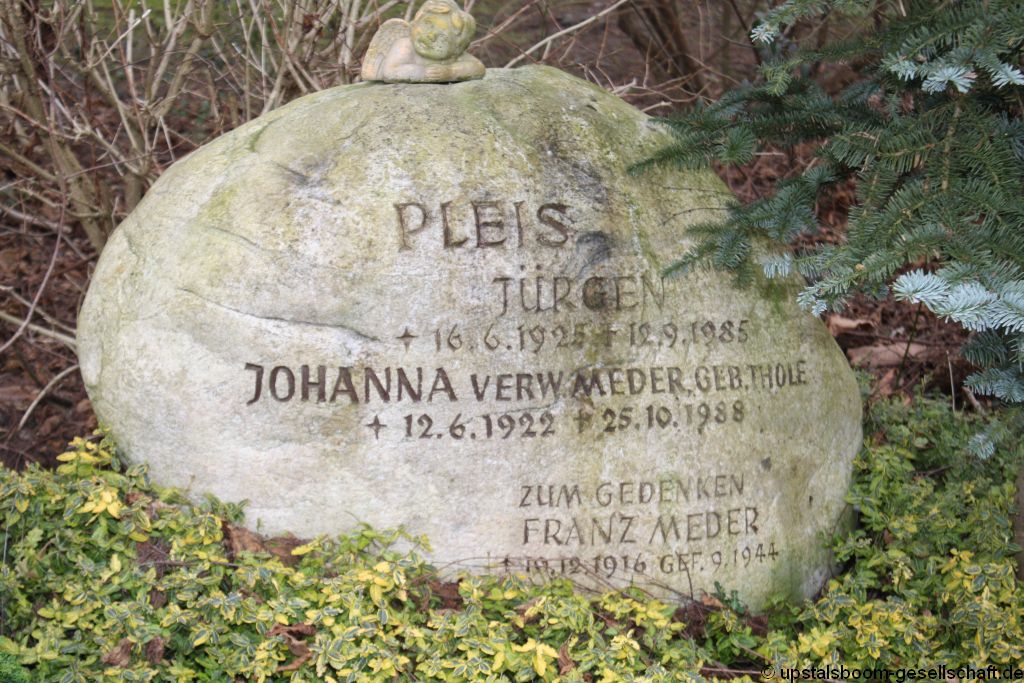 PLEIS
JÜRGEN
✶ 16.6.1925 † 12.9.1985
JOHANNA VERW. MEDER, GEB. THOLE
✶ 12.6.1922 † 25.10.1988
ZUM GEDENKEN
FRANZ MEDER
✶ 19.12.1916 GEF. 9.1944
© upstalsboom-gesellschaft.de